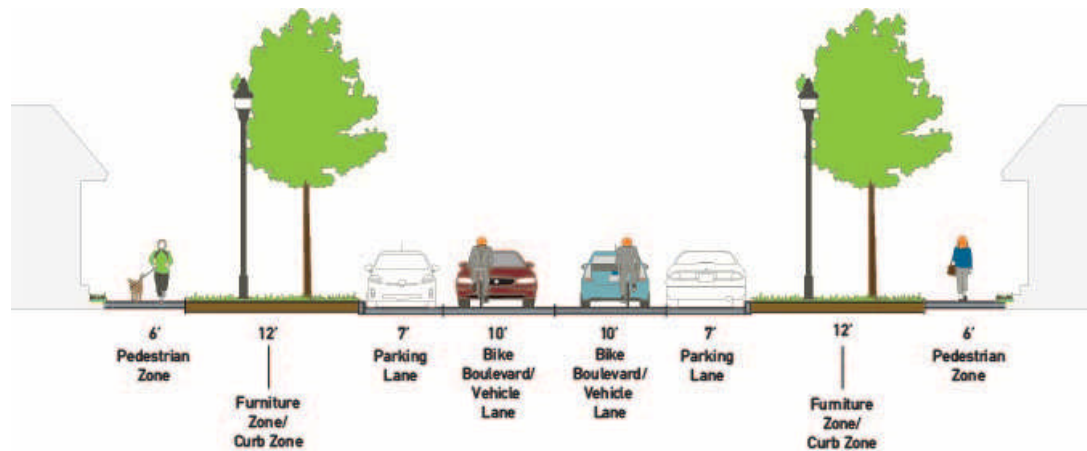 6'
Pedestrian
Zone
12'
Furniture
Zone/
Curb Zone
7'
Parking
Lane
10'
Bike
Boulevard/
Vehicle
Lane
10'
Bike
Boulevard/
Vehicle
Lane
7'
Parking
Lane
12'
Furniture
Zone/
Curb Zone
6'
Pedestrian
Zone